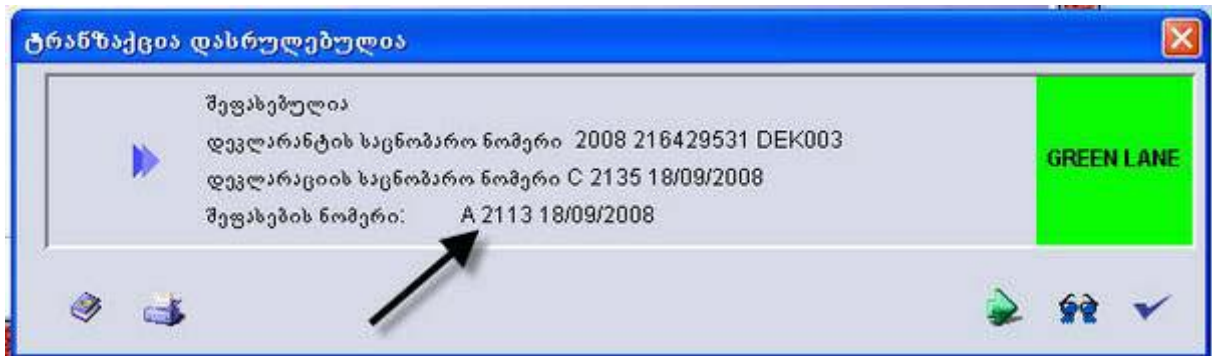 ტრანზაქცია დასრულებულია
შეფასებულია
დეკლარანტის საცნობარო ნომერი 2008 216429531 DEK003
დეკლარაციის საცნობარო ნომერი C 2135 18/09/2008
შეფასების ნომერი: A 2113 18/09/2008
GREEN LANE